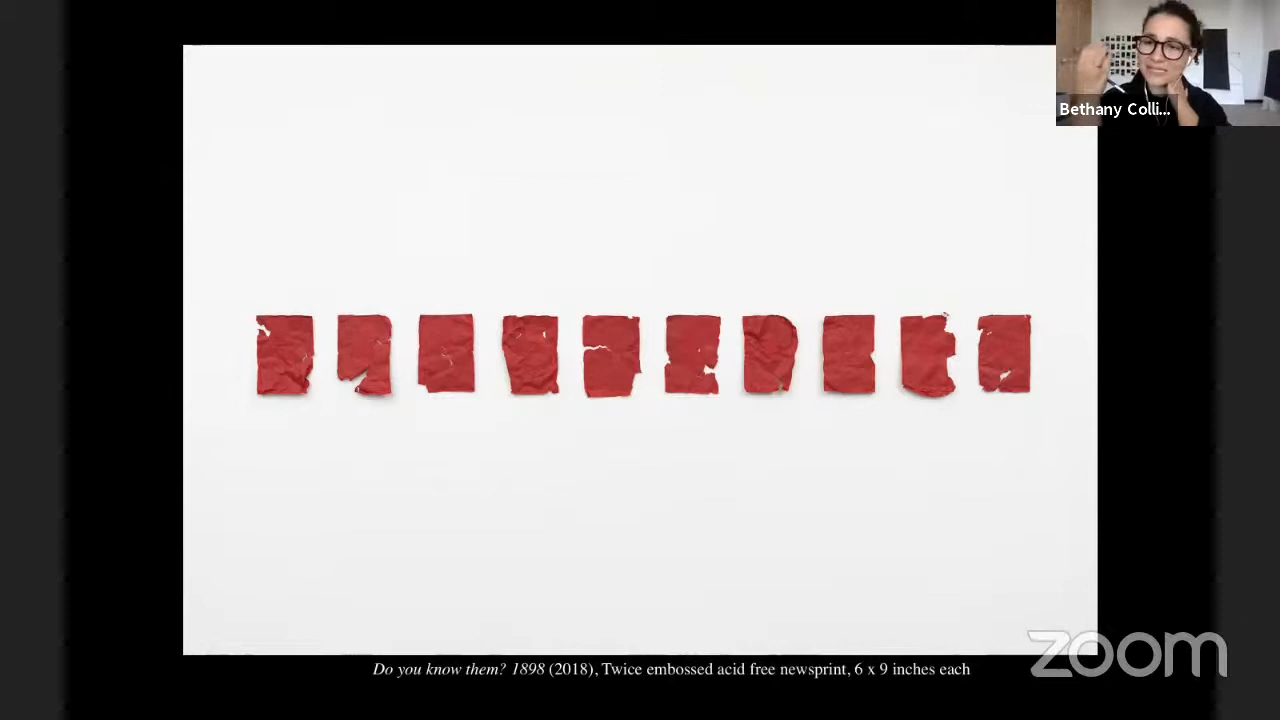 Bethany Colli...
Do you know them? 1898 (2018), Twice embossed acid free newsprint, 6 x 9 inches each
zoom